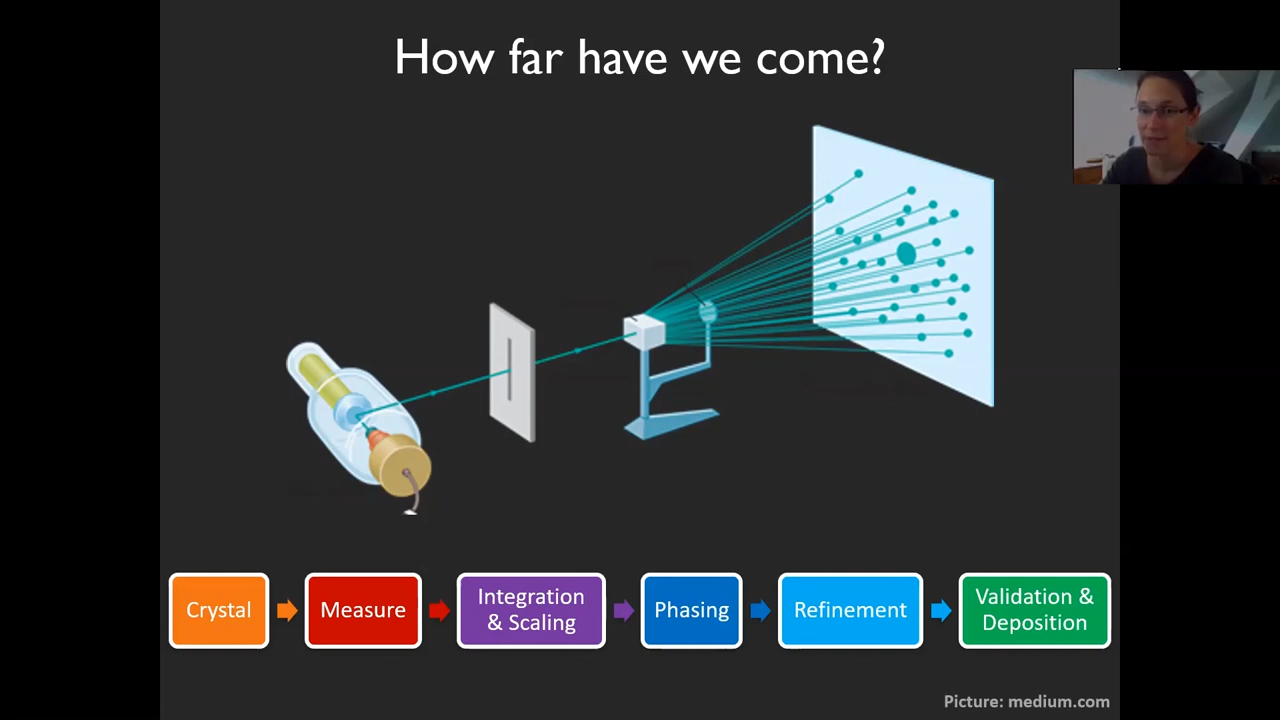 How far have we come?
Crystal
Measure
Integration
& Scaling
Phasing
Refinement
Validation &
Deposition
Picture: medium.com